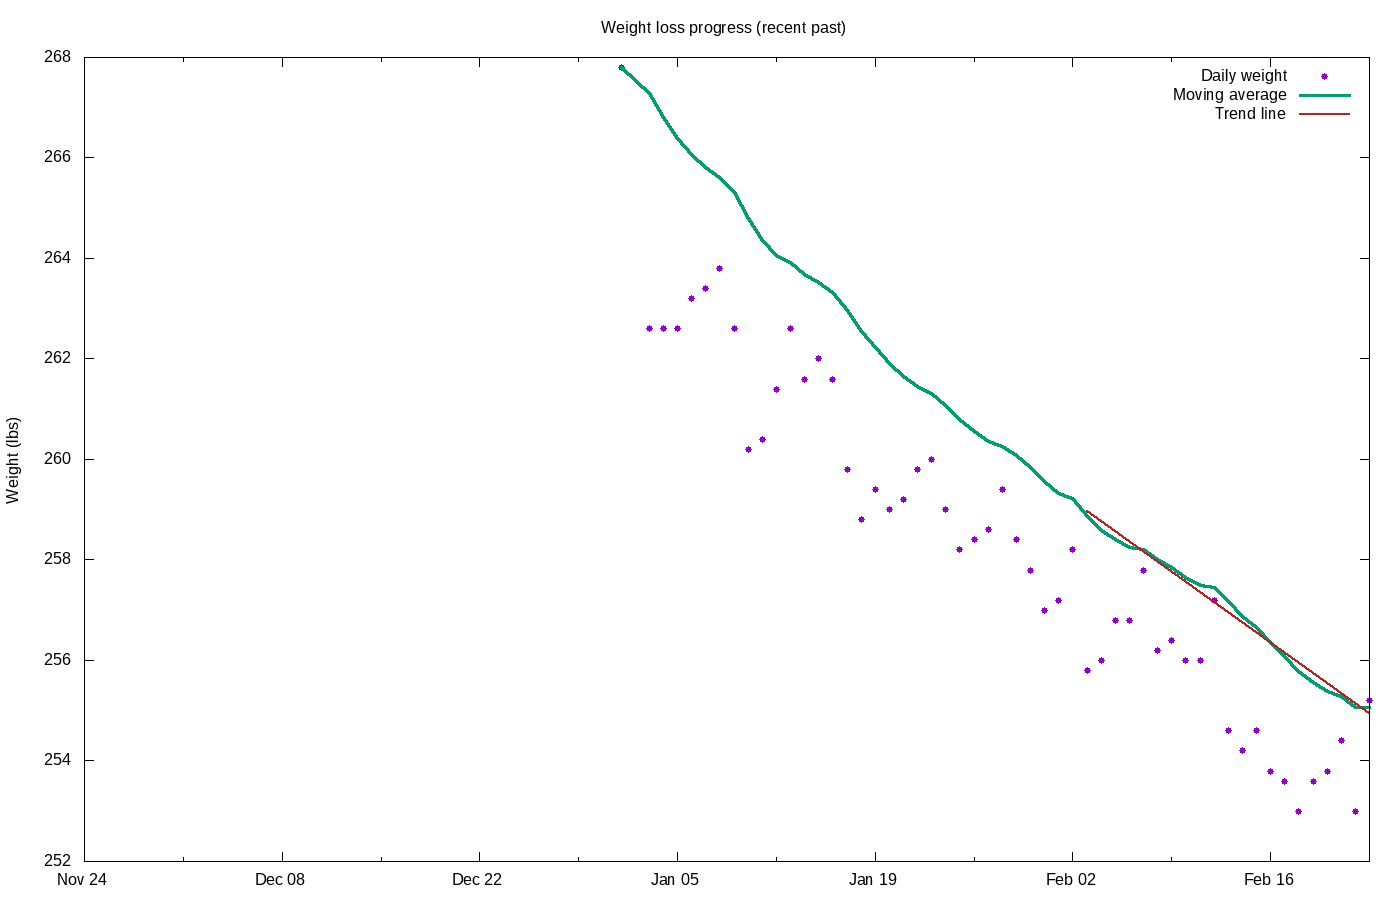 Weight loss progress (recent past)
268
266
264
262
260
258
256
254
252
Weight (lbs)
Daily weight
Moving average
Trend line
Nov 24
Dec 08
Dec 22
Jan 05
Jan 19
Feb 02
Feb 16